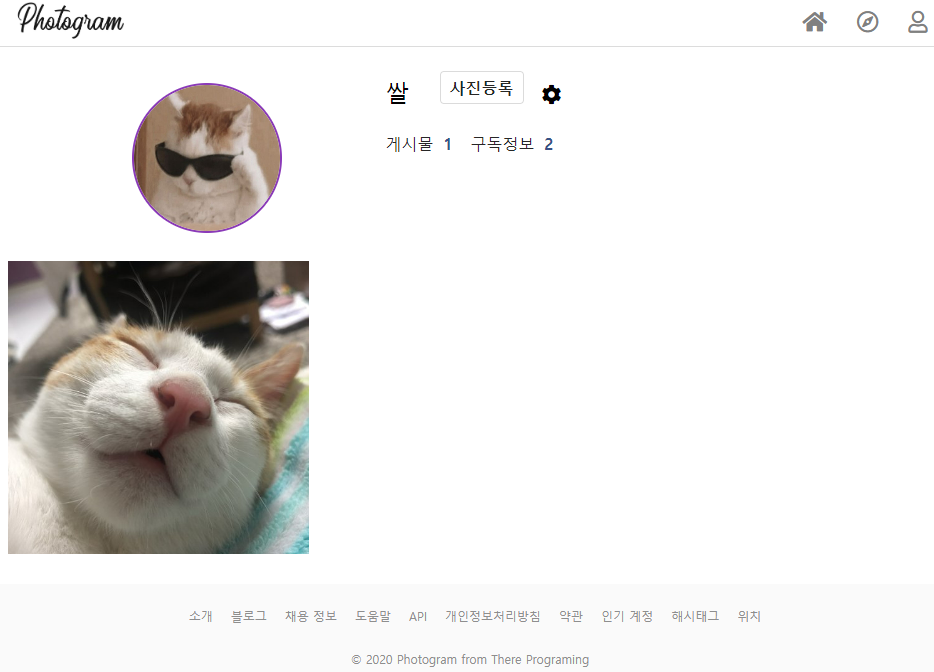 Photogram
쌀 사진등록
게시물 1 구독정보 2
소개 블로그 채용 정보 도움말 API 개인정보처리방침 약관 인기 계정 해시태그 위치
© 2020 Photogram from There Programing